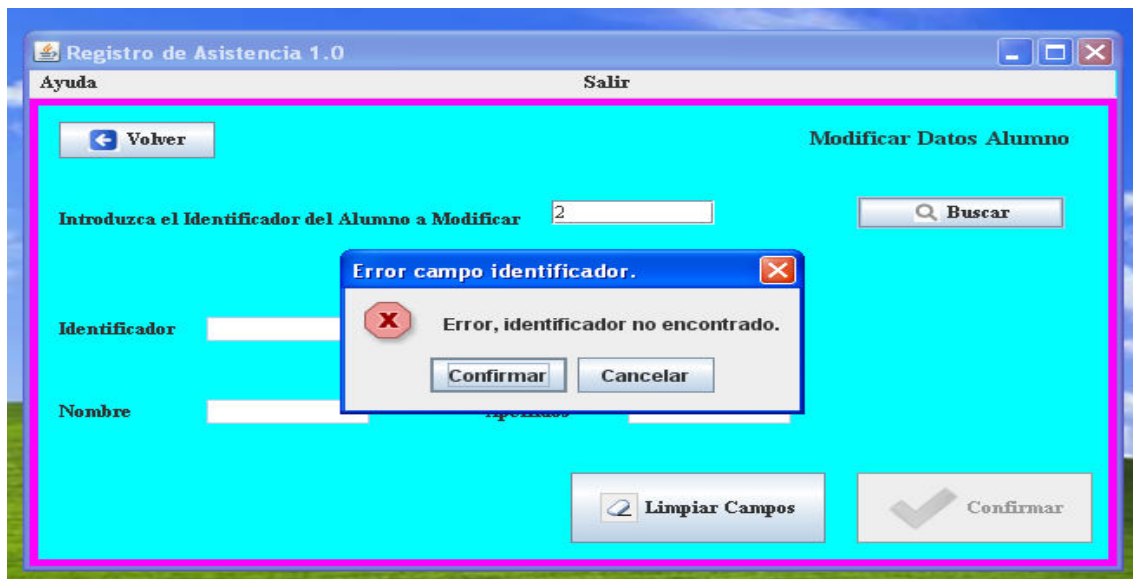 Registro de Asistencia 1.0
Ayuda Salir
Volver Modificar Datos Alumno
Introduzca el Identificador del Alumno a Modificar 2 Buscar
Error campo identificador.
Error, identificador no encontrado.
Identificador
Confirmar Cancelar
Nombre
Limpiar Campos Confirmar